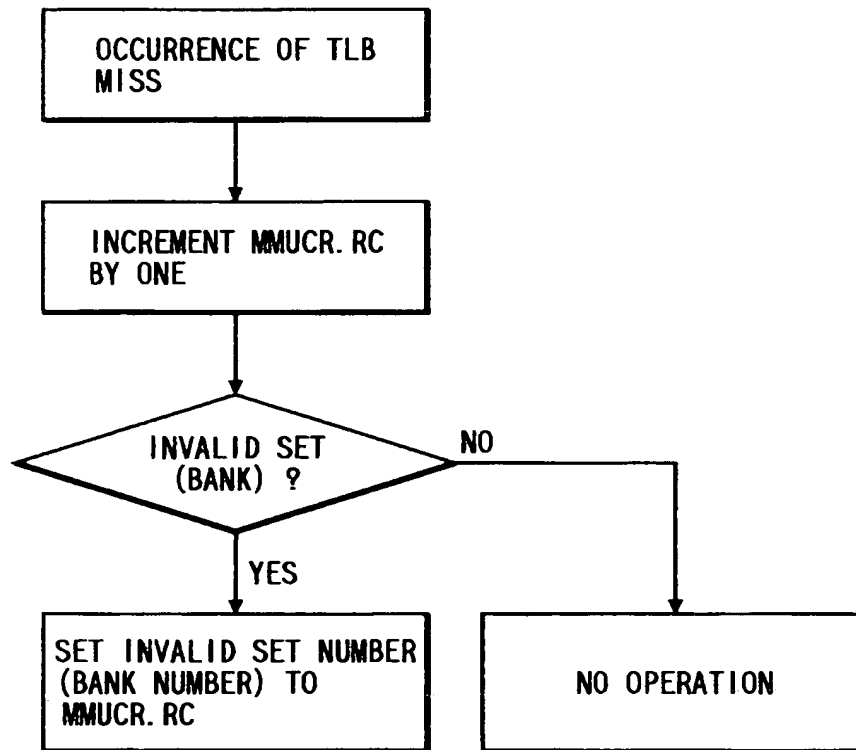 OCCURRENCE OF TLB
MISS
INCREMENT MMUCR.RC
BY ONE
INVALID SET
(BANK) ?
NO
YES
SET INVALID SET NUMBER
(BANK NUMBER) TO
MMUCR.RC
NO OPERATION